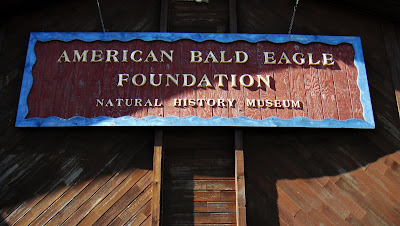 AMERICAN BALD EAGLE
FOUNDATION
NATURAL HISTORY MUSEUM